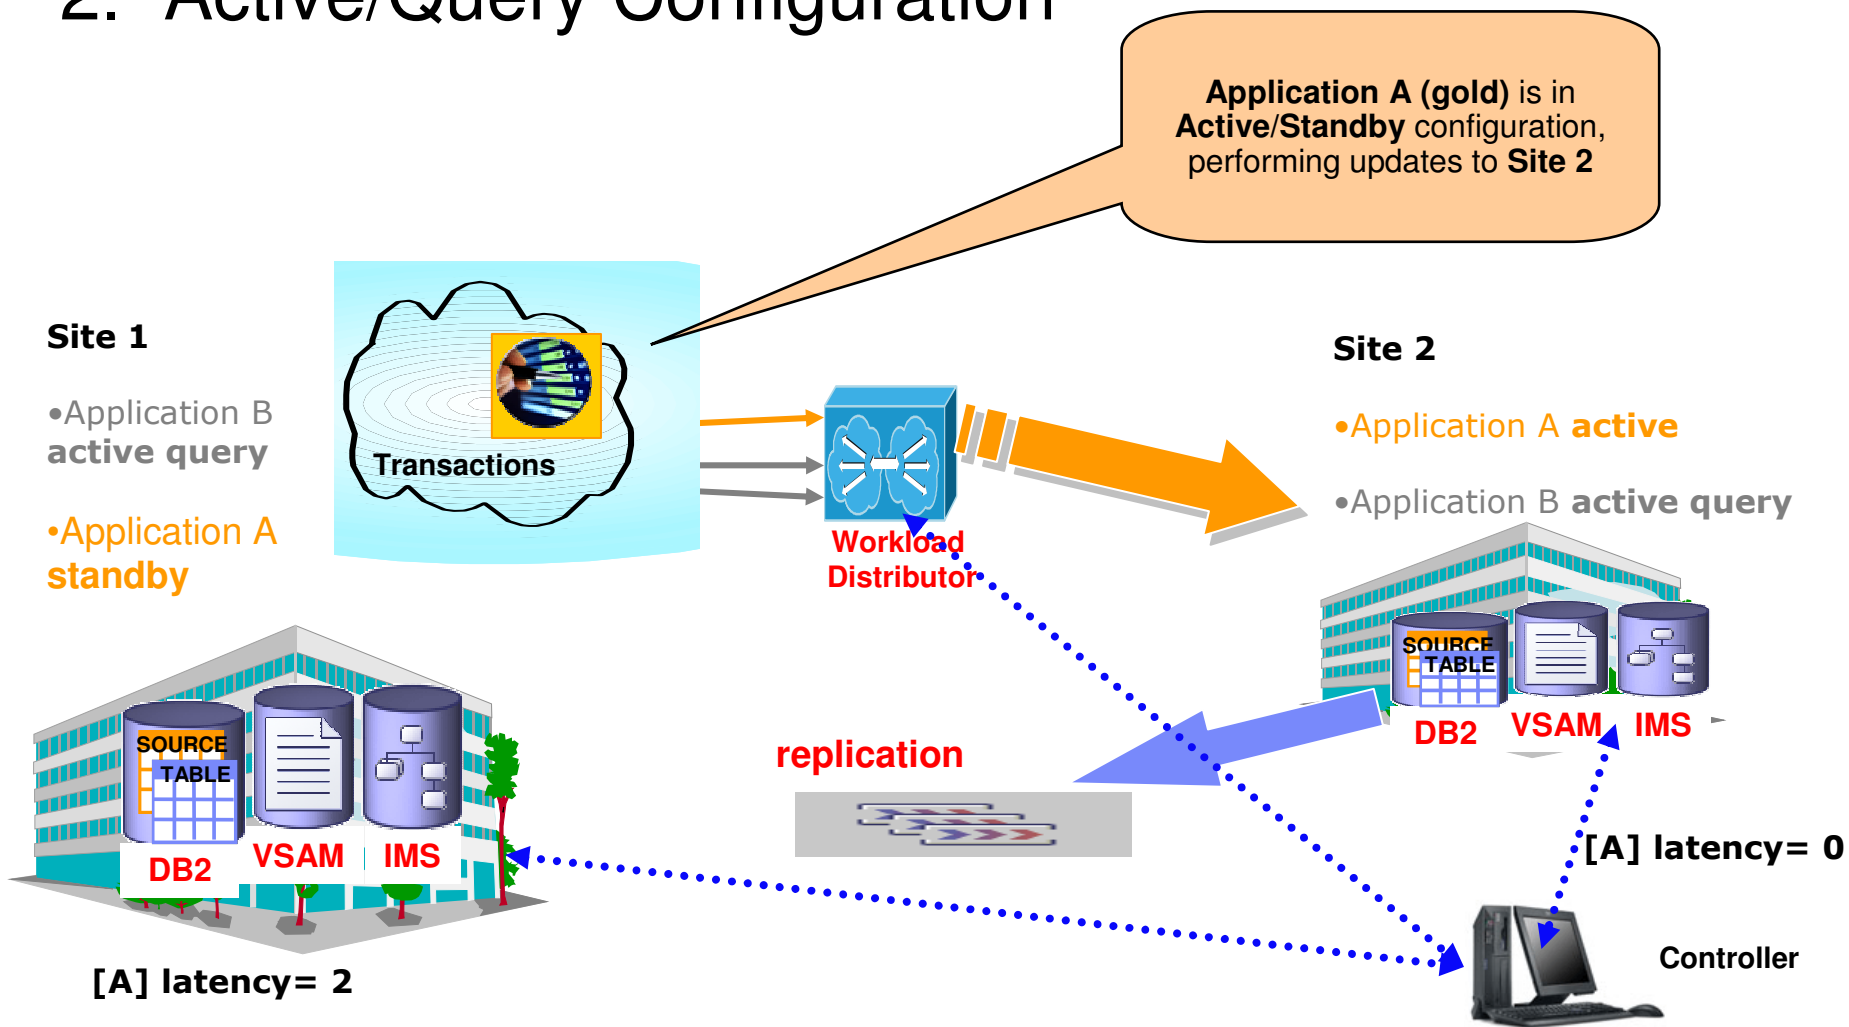 2. Active/Query Configuration
Application A (gold) is in
Active/Standby configuration,
performing updates to Site 2
Site 1
•Application B
active query
•Application A
standby
Transactions
Workload
Distributor
Site 2
•Application A active
•Application B active query
SOURCE
TABLE
DB2
VSAM
IMS
replication
SOURCE
TABLE
DB2
VSAM
IMS
[A] latency= 0
Controller
[A] latency= 2